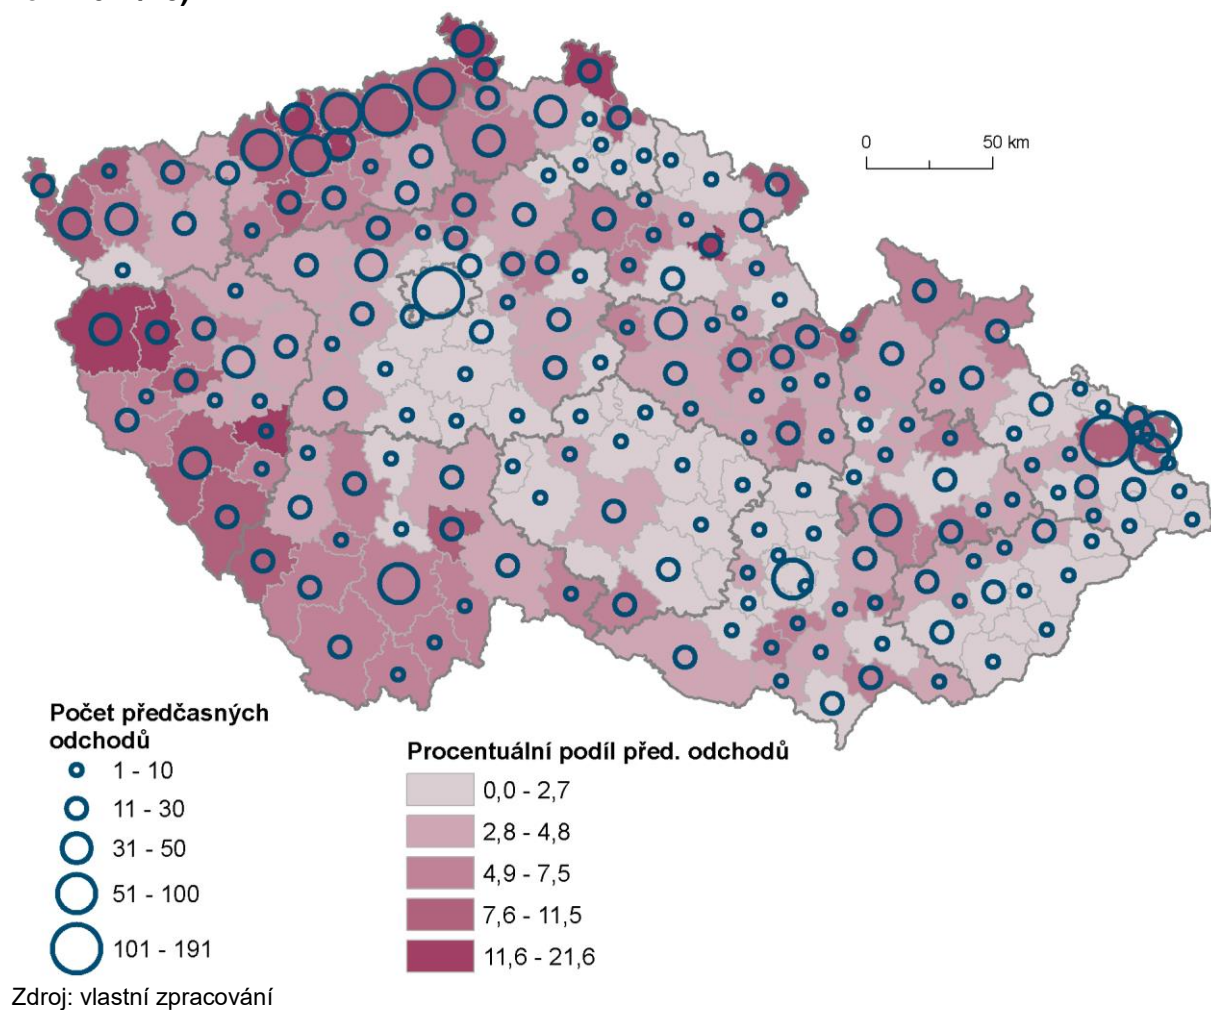 0 50 km
Počet předčasných
odchodů
1 - 10
11 - 30
31 - 50
51 - 100
101 - 191
Procentuální podíl před. odchodů
0,0 - 2,7
2,8 - 4,8
4,9 - 7,5
7,6 - 11,5
11,6 - 21,6
Zdroj: vlastní zpracování